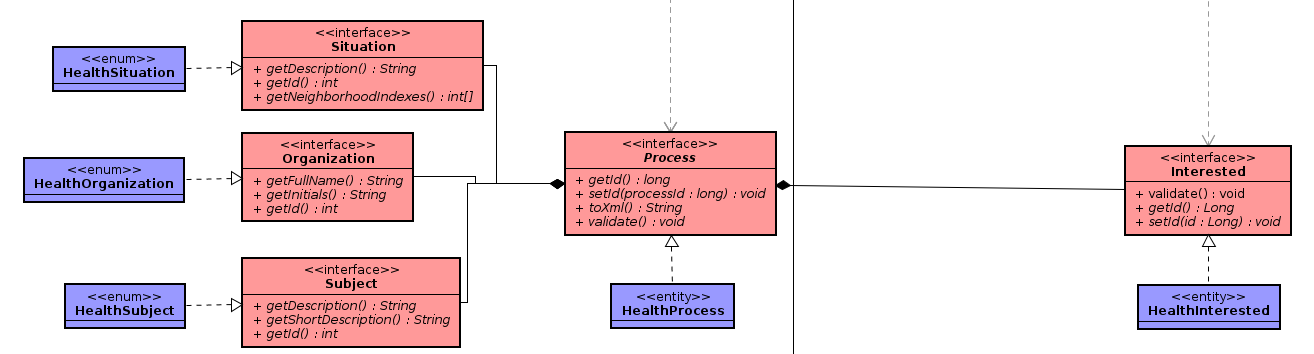 <<enum>>
HealthSituation
<<interface>>
Situation
+ getDescription() : String
+ getId() : int
+ getNeighborhoodIndexes() : int[]
<<enum>>
HealthOrganization
<<interface>>
Organization
+ getFullName() : String
+ getInitials() : String
+ getId() : int
<<enum>>
HealthSubject
<<interface>>
Subject
+ getDescription() : String
+ getShortDescription() : String
+ getId() : int
<<interface>>
Process
+ getId() : long
+ setId(processId : long) : void
+ toXml() : String
+ validate() : void
<<entity>>
HealthProcess
<<interface>>
Interested
+ validate() : void
+ getId() : Long
+ setId(id : Long) : void
<<entity>>
HealthInterested